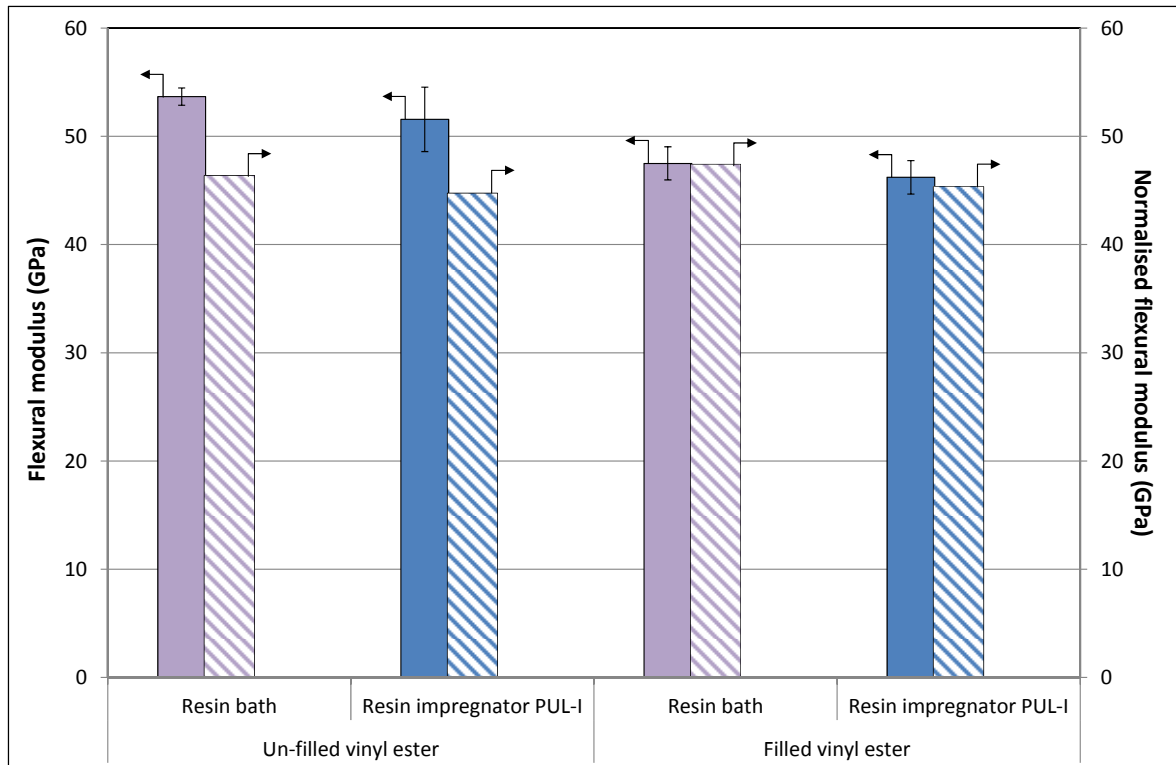 60
50
40
30
20
10
0
Flexural modulus (GPa)
60
50
40
30
20
10
0
Normalised flexural modulus (GPa)
Resin bath
Resin impregnator PUL-I
Resin bath
Resin impregnator PUL-I
Un-filled vinyl ester
Filled vinyl ester